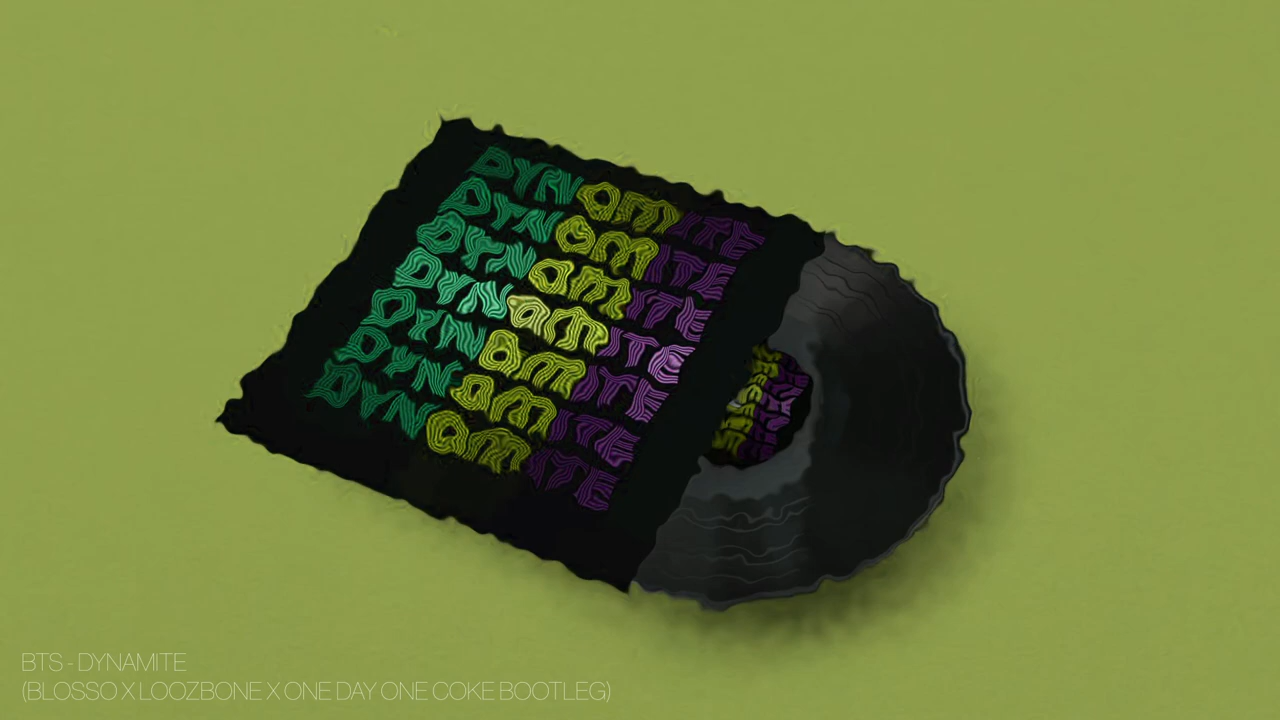 DYNAMITE
DYNAMITE
DYNAMITE
DYNAMITE
DYNAMITE
DYNAMITE
DYNAMITE
BTS - DYNAMITE
(BLOSSO X LOOZBONE X ONE DAY ONE COKE BOOTLEG)